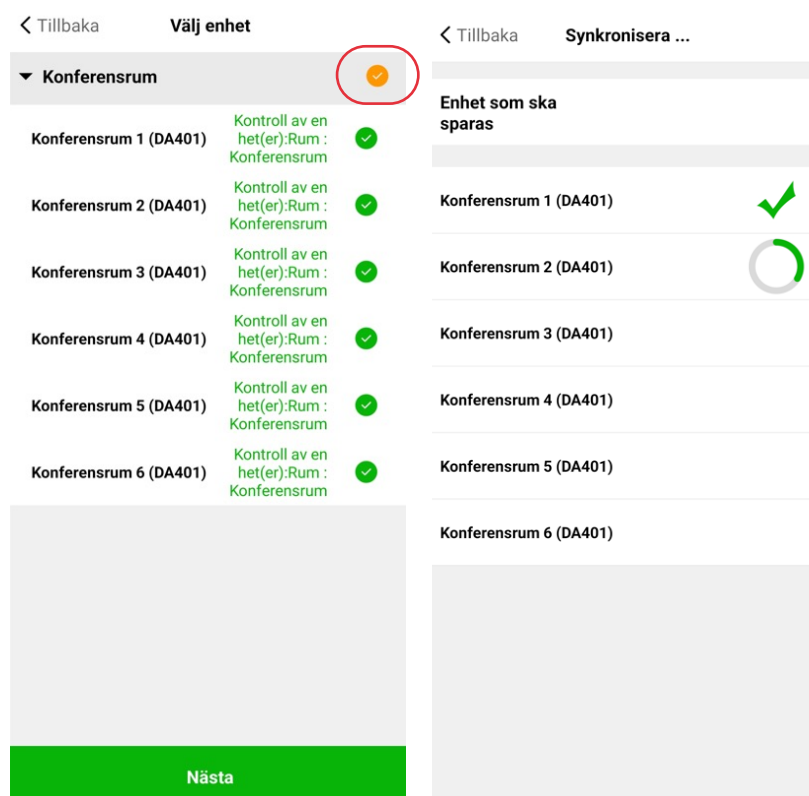 Tillbaka
Välj enhet
Konferensrum
Konferensrum 1 (DA401)
Kontroll av en
het(er):Rum :
Konferensrum
Konferensrum 2 (DA401)
Kontroll av en
het(er):Rum :
Konferensrum
Konferensrum 3 (DA401)
Kontroll av en
het(er):Rum :
Konferensrum
Konferensrum 4 (DA401)
Kontroll av en
het(er):Rum :
Konferensrum
Konferensrum 5 (DA401)
Kontroll av en
het(er):Rum :
Konferensrum
Konferensrum 6 (DA401)
Kontroll av en
het(er):Rum :
Konferensrum
Nästa
Tillbaka
Synkronisera ...
Enhet som ska
sparas
Konferensrum 1 (DA401)
Konferensrum 2 (DA401)
Konferensrum 3 (DA401)
Konferensrum 4 (DA401)
Konferensrum 5 (DA401)
Konferensrum 6 (DA401)